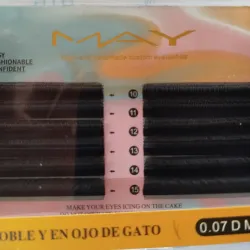 MAY
FASHIONABLE
CONFIDENT
10
11
12
13
14
15
MAKE YOUR EYES ICING ON THE CAKE
DOBLE Y EN OJO DE GATO
0.07 D M